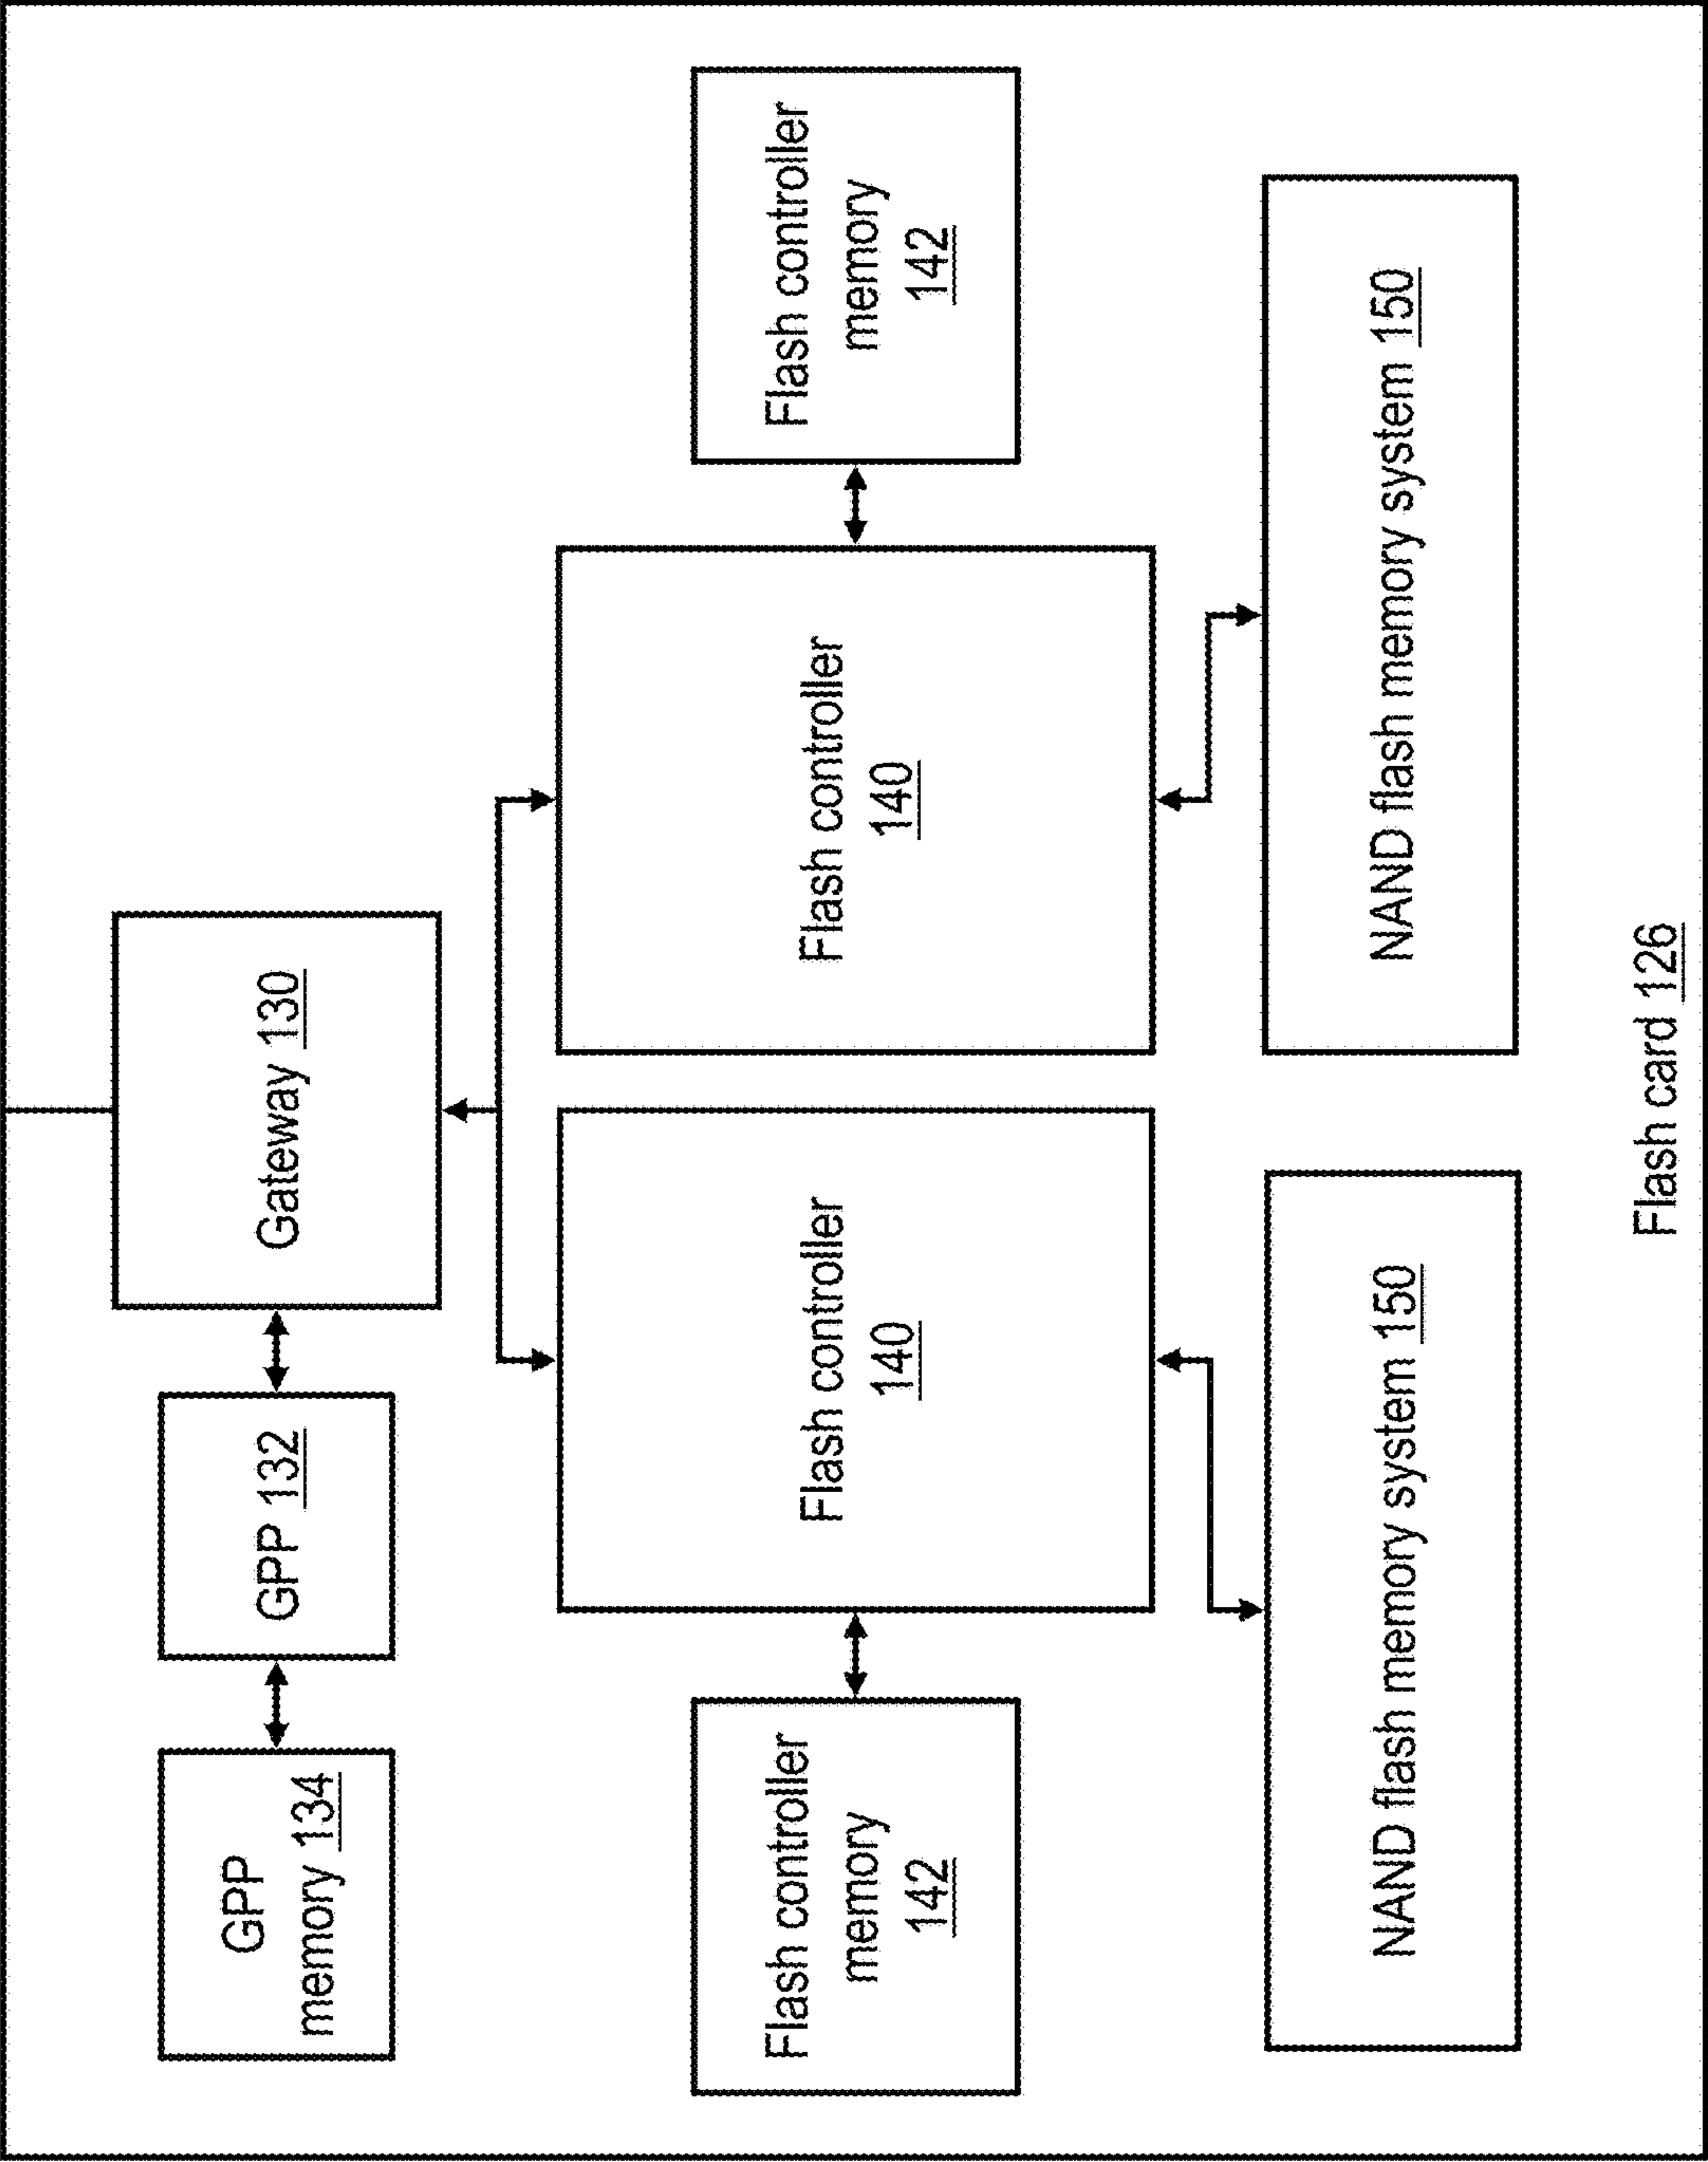 GPP
memory 134
GPP 132
Gateway 130
Flash controller
memory
142
Flash controller
140
Flash controller
140
Flash controller
memory
142
NAND flash memory system 150
NAND flash memory system 150
Flash card 126